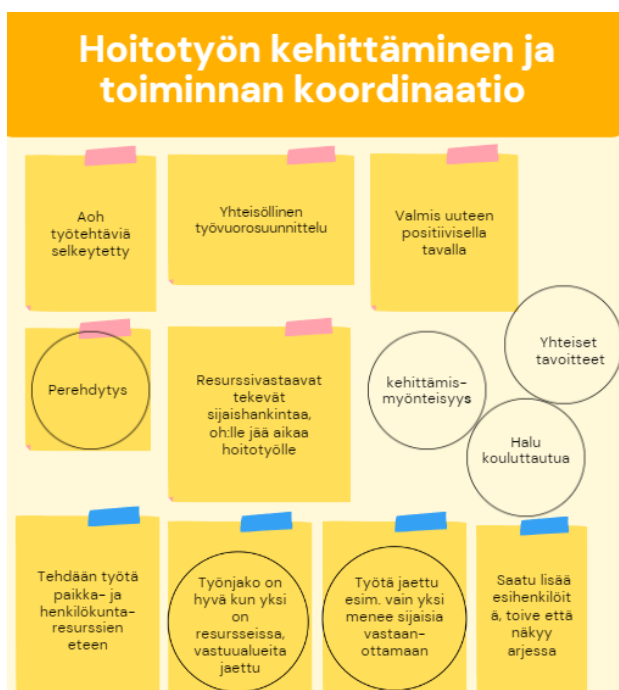 Hoitotyön kehittäminen ja
toiminnan koordinaatio
Aoh
työtehtäviä
selkeytetty
Yhteisöllinen
työvuorosuunnittelu
Valmis uuteen
positiivisella
tavalla
Perehdytys
Resurssivastaavat
tekevät
sijaishankintaa,
oh:lle jää aikaa
hoitotyölle
kehittämis-
myönteisyys
Yhteiset
tavoitteet
Halu
kouluttautua
Tehdään työtä
paikka- ja
henkilökunta-
resurssien
eteen
Työnjako on
hyvä kun yksi
on
resursseissa,
vastuualueita
jaettu
Työtä jaettu
esim. vain yksi
menee sijaisia
vastaan-
ottamaan
Saatu lisää
esihenkilöit
ä, toive että
näkyy
arjessa